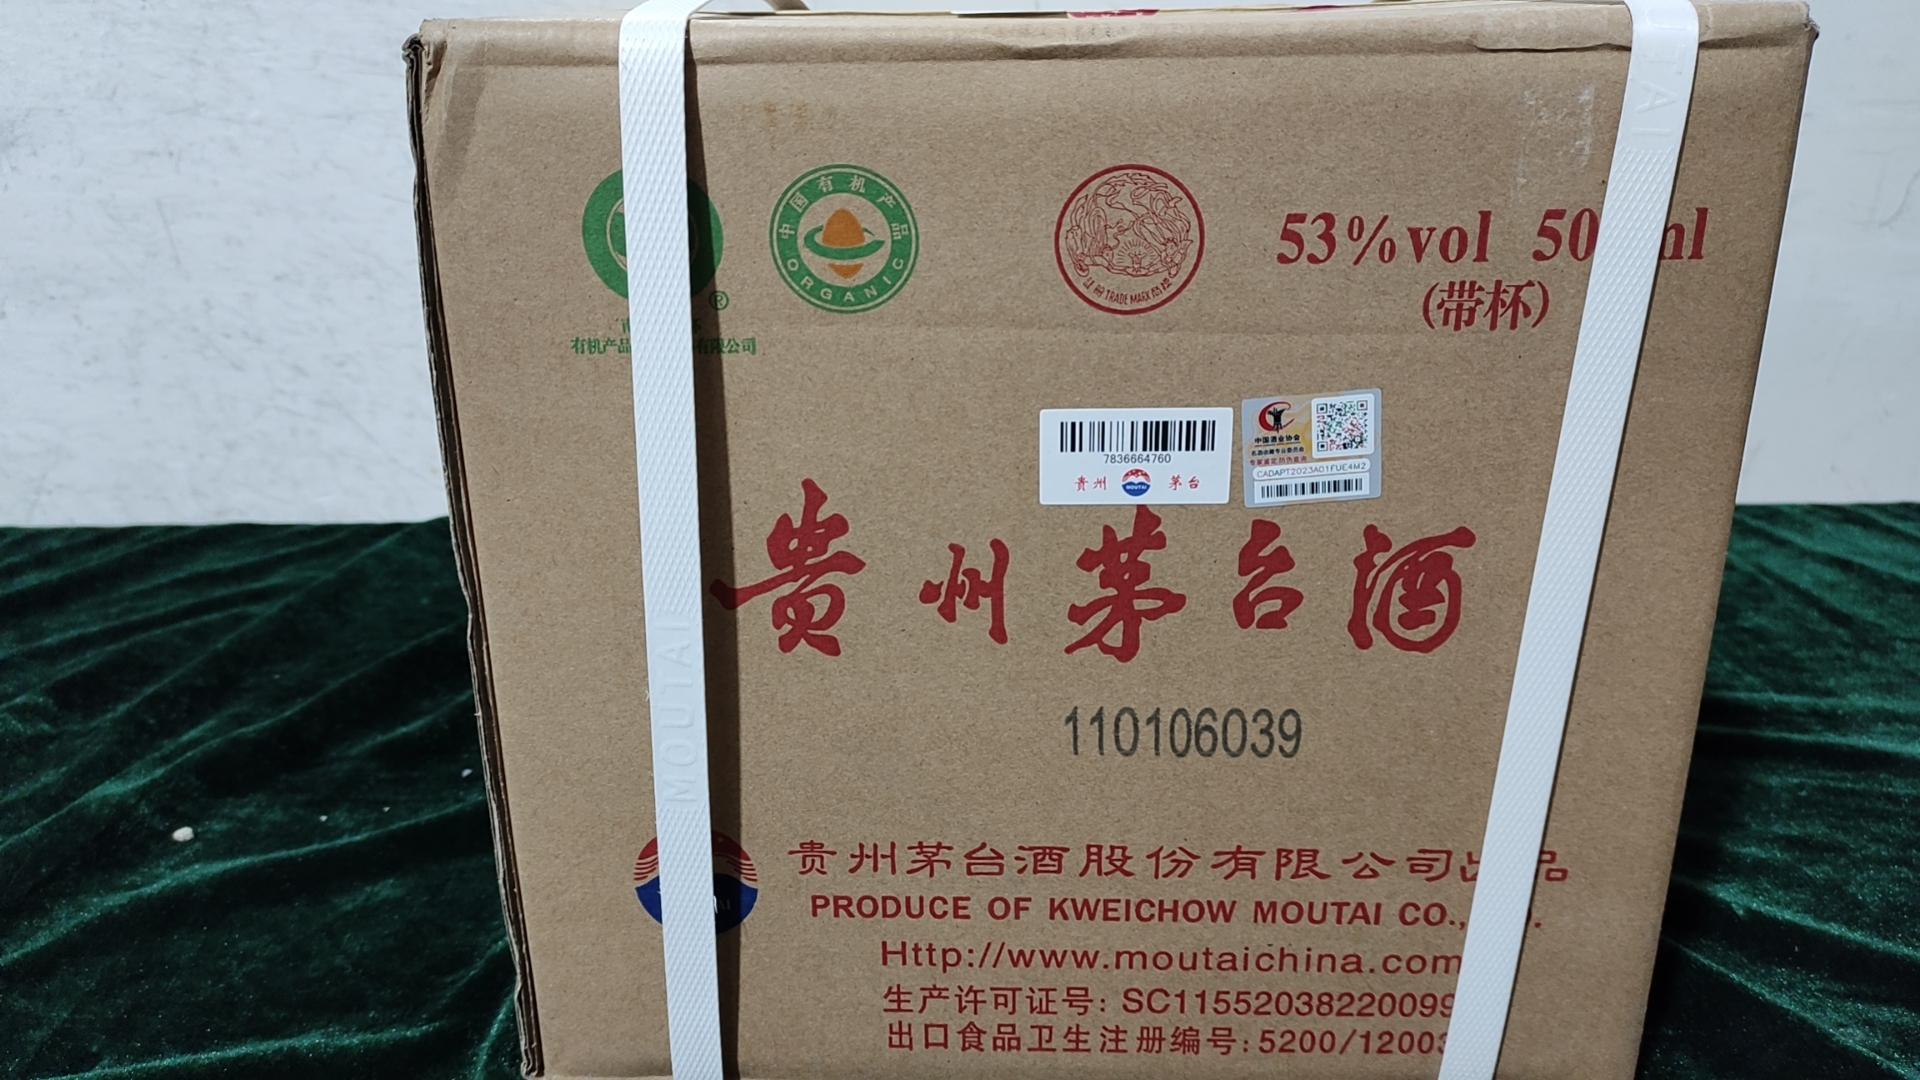 MOUTAI
TAI
中国有机产品
ORGANIC
®
有机产品 有限公司
TRADE MARK
53%vol 50 ml
(带杯)
7836664760
贵州 MOUTAI 茅台
中国酒业协会
CADAPT2023A01FUE4M2
贵州茅台酒
110106039
贵州茅台酒股份有限公司出品
PRODUCE OF KWEICHOW MOUTAI CO.,
Http://www.moutaichina.com
生产许可证号: SC1155203822009
出口食品卫生注册编号:5200/1200